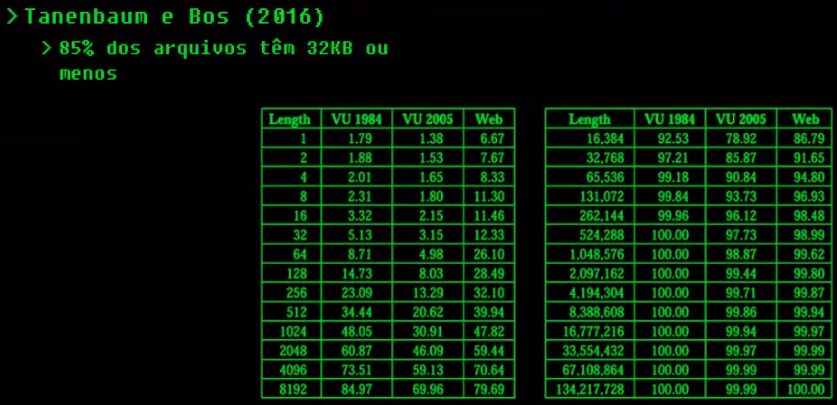 >Tanenbaum e Bos (2016)
>85% dos arquivos têm 32KB ou
menos
Length VU 1984 VU 2005 Web
1 1.79 1.38 6.67
2 1.88 1.53 7.67
4 2.01 1.65 8.33
8 2.31 1.80 11.30
16 3.32 2.15 11.46
32 5.13 3.15 12.33
64 8.71 4.98 26.10
128 14.73 8.03 28.49
256 23.09 13.29 32.10
512 34.44 20.62 39.94
1024 48.05 30.91 47.82
2048 60.87 46.09 59.44
4096 73.51 59.13 70.64
8192 84.97 69.96 79.69
Length VU 1984 VU 2005 Web
16,384 92.53 78.92 86.79
32,768 97.21 85.87 91.65
65,536 99.18 90.84 94.80
131,072 99.84 93.73 96.93
262,144 99.96 96.12 98.48
524,288 100.00 97.73 98.99
1,048,576 100.00 98.87 99.62
2,097,162 100.00 99.44 99.80
4,194,304 100.00 99.71 99.87
8,388,608 100.00 99.86 99.94
16,777,216 100.00 99.94 99.97
33,554,432 100.00 99.97 99.99
67,108,864 100.00 99.99 99.99
134,217,728 100.00 99.99 100.00